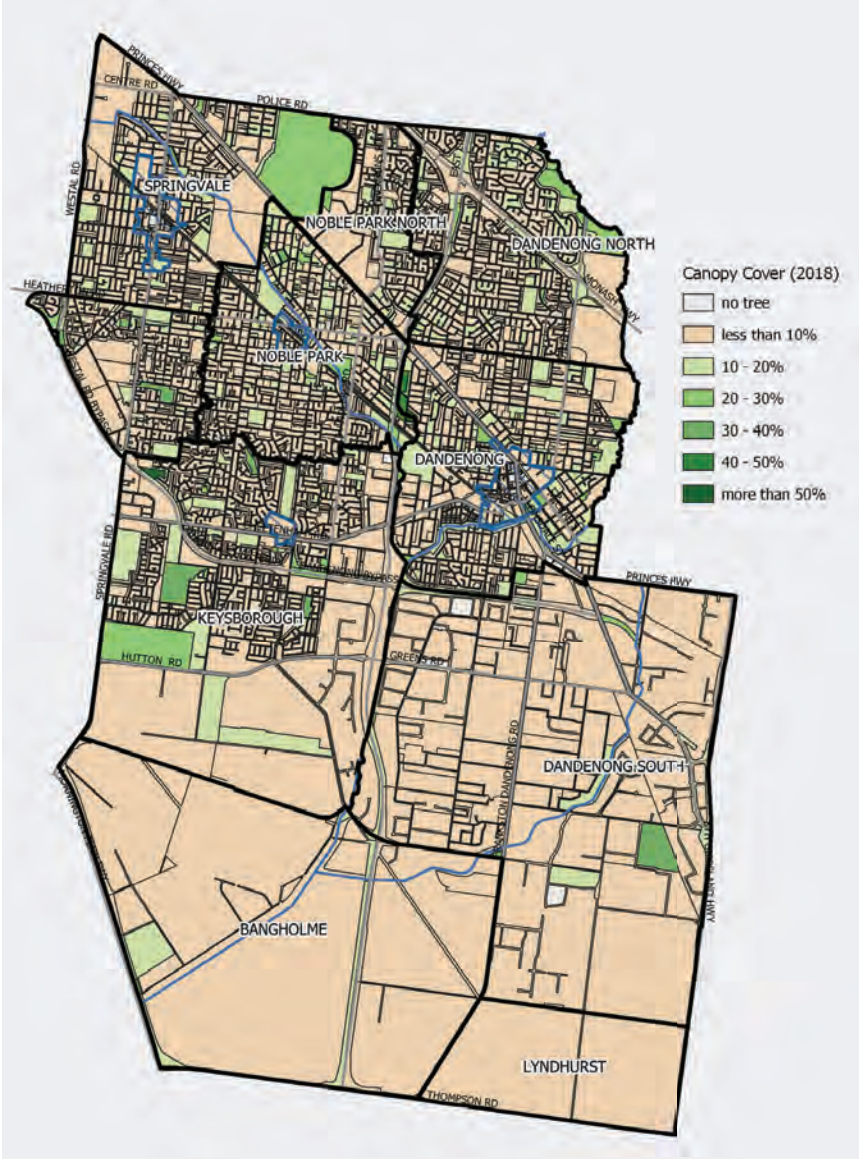 PRINCES HWY
CENTRE RD
POLICE RD
WESTAL RD
SPRINGVALE
NOBLE PARK NORTH
DANDENONG NORTH
MONASH
Canopy Cover (2018)
no tree
less than 10%
10 - 20%
20 - 30%
30 - 40%
40 - 50%
more than 50%
NOBLE PARK
DANDENONG
SPRINGVALE RD
PRINCES HWY
KEYSBOROUGH
HUTTON RD
GREENS RD
DANDENONG SOUTH
BANGHOLME
LYNDHURST
THOMPSON RD